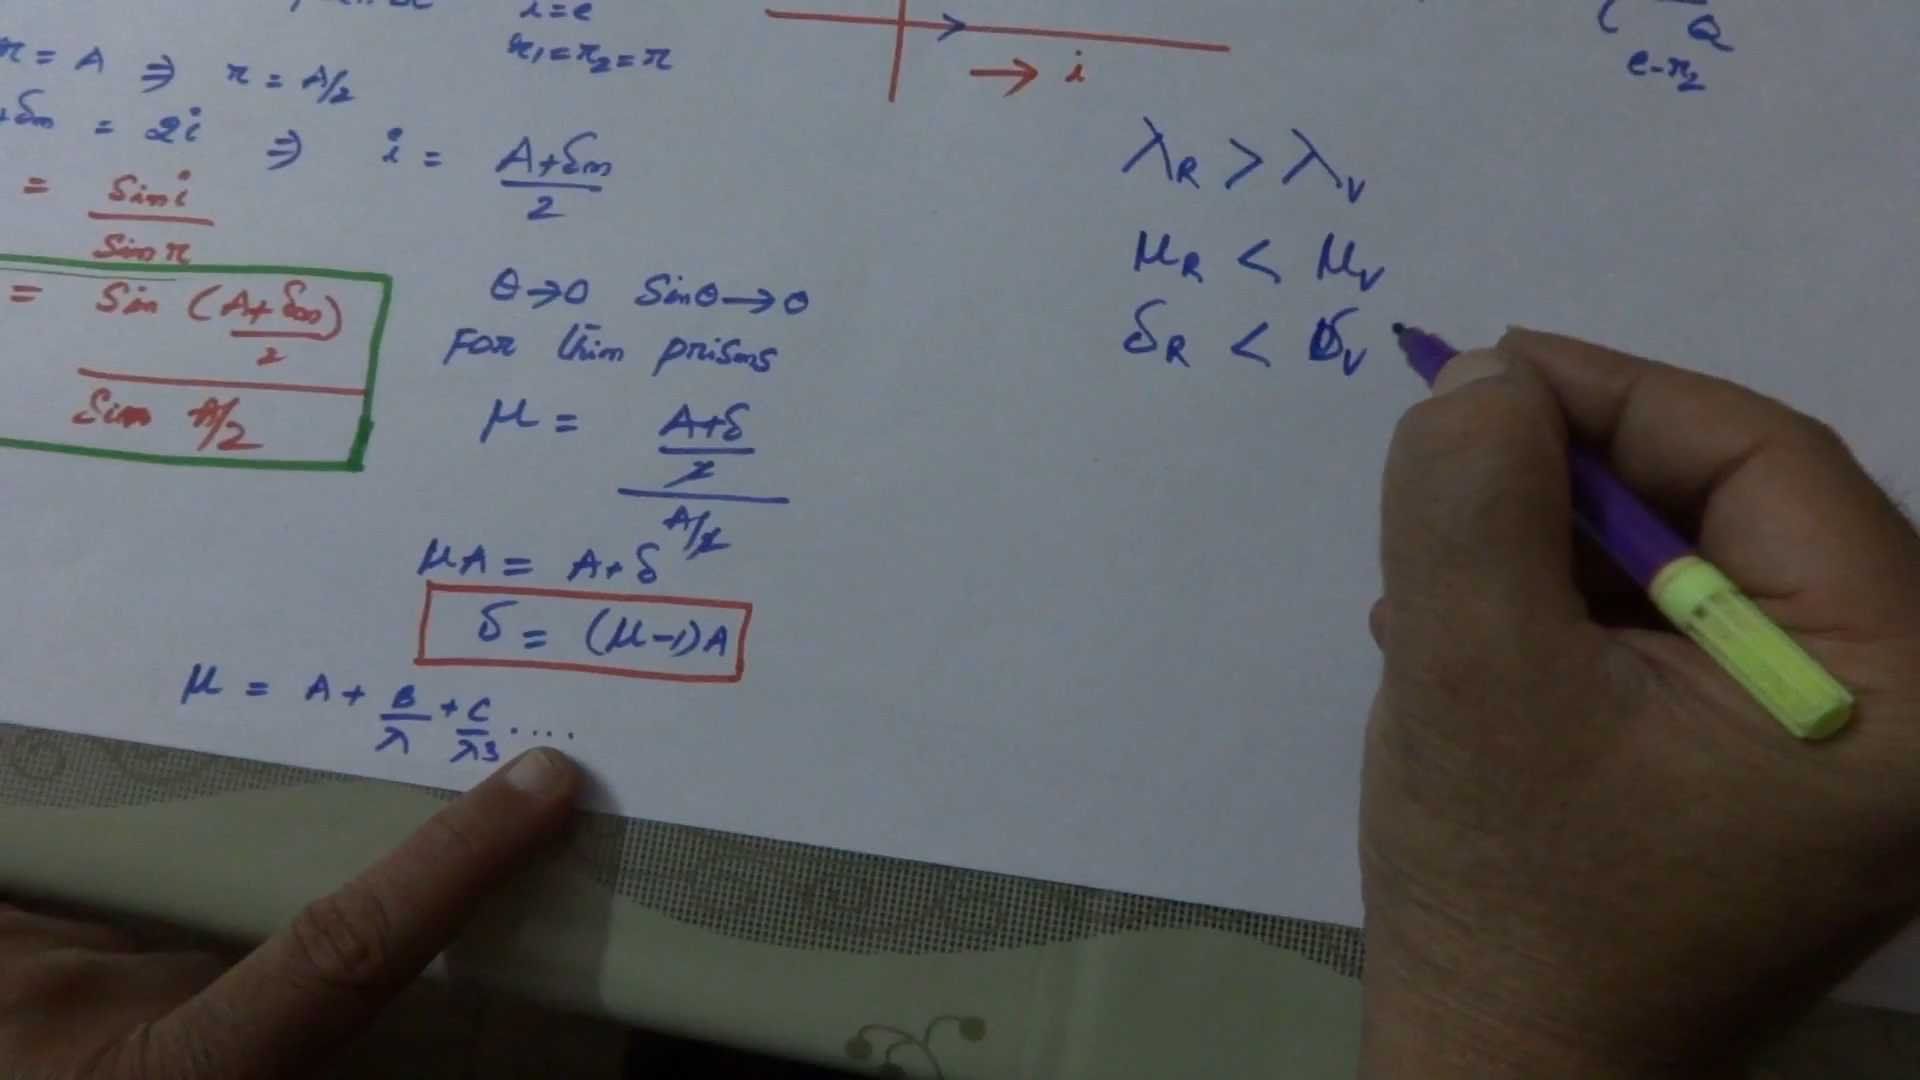 i=e
r = A ⇒ r = A/2
r₁=r₂=r
+δm = 2i ⇒ i = (A+δm)/2
= Sin i / Sin r
= Sin (A+δm)/2 / Sin A/2
θ→0 Sinθ→θ
For thin prisms
μ = (A+δ)/2 / A/2
μA = A+δ
δ = (μ-1)A
μ = A + B/λ + C/λ3 ....
→ i
λR > λV
μR < μV
δR < δV
e-r₂